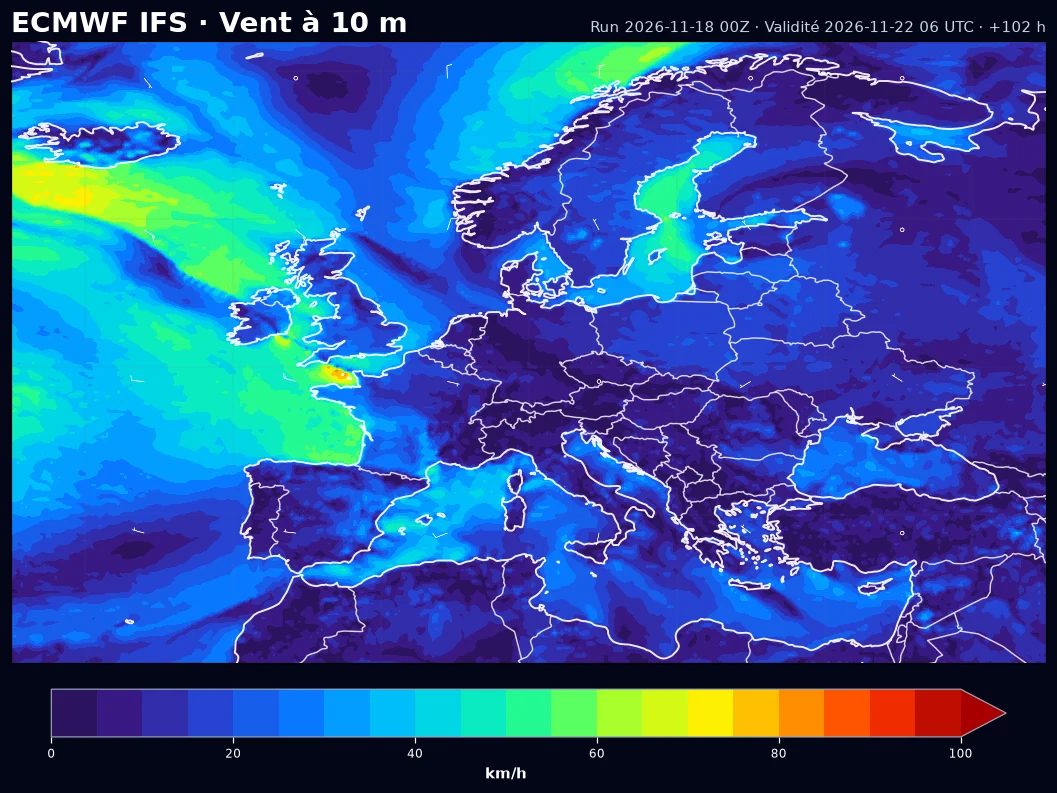 ECMWF IFS · Vent à 10 m
Run 2026-11-18 00Z · Validité 2026-11-22 06 UTC · +102 h
0 20 40 60 80 100
km/h